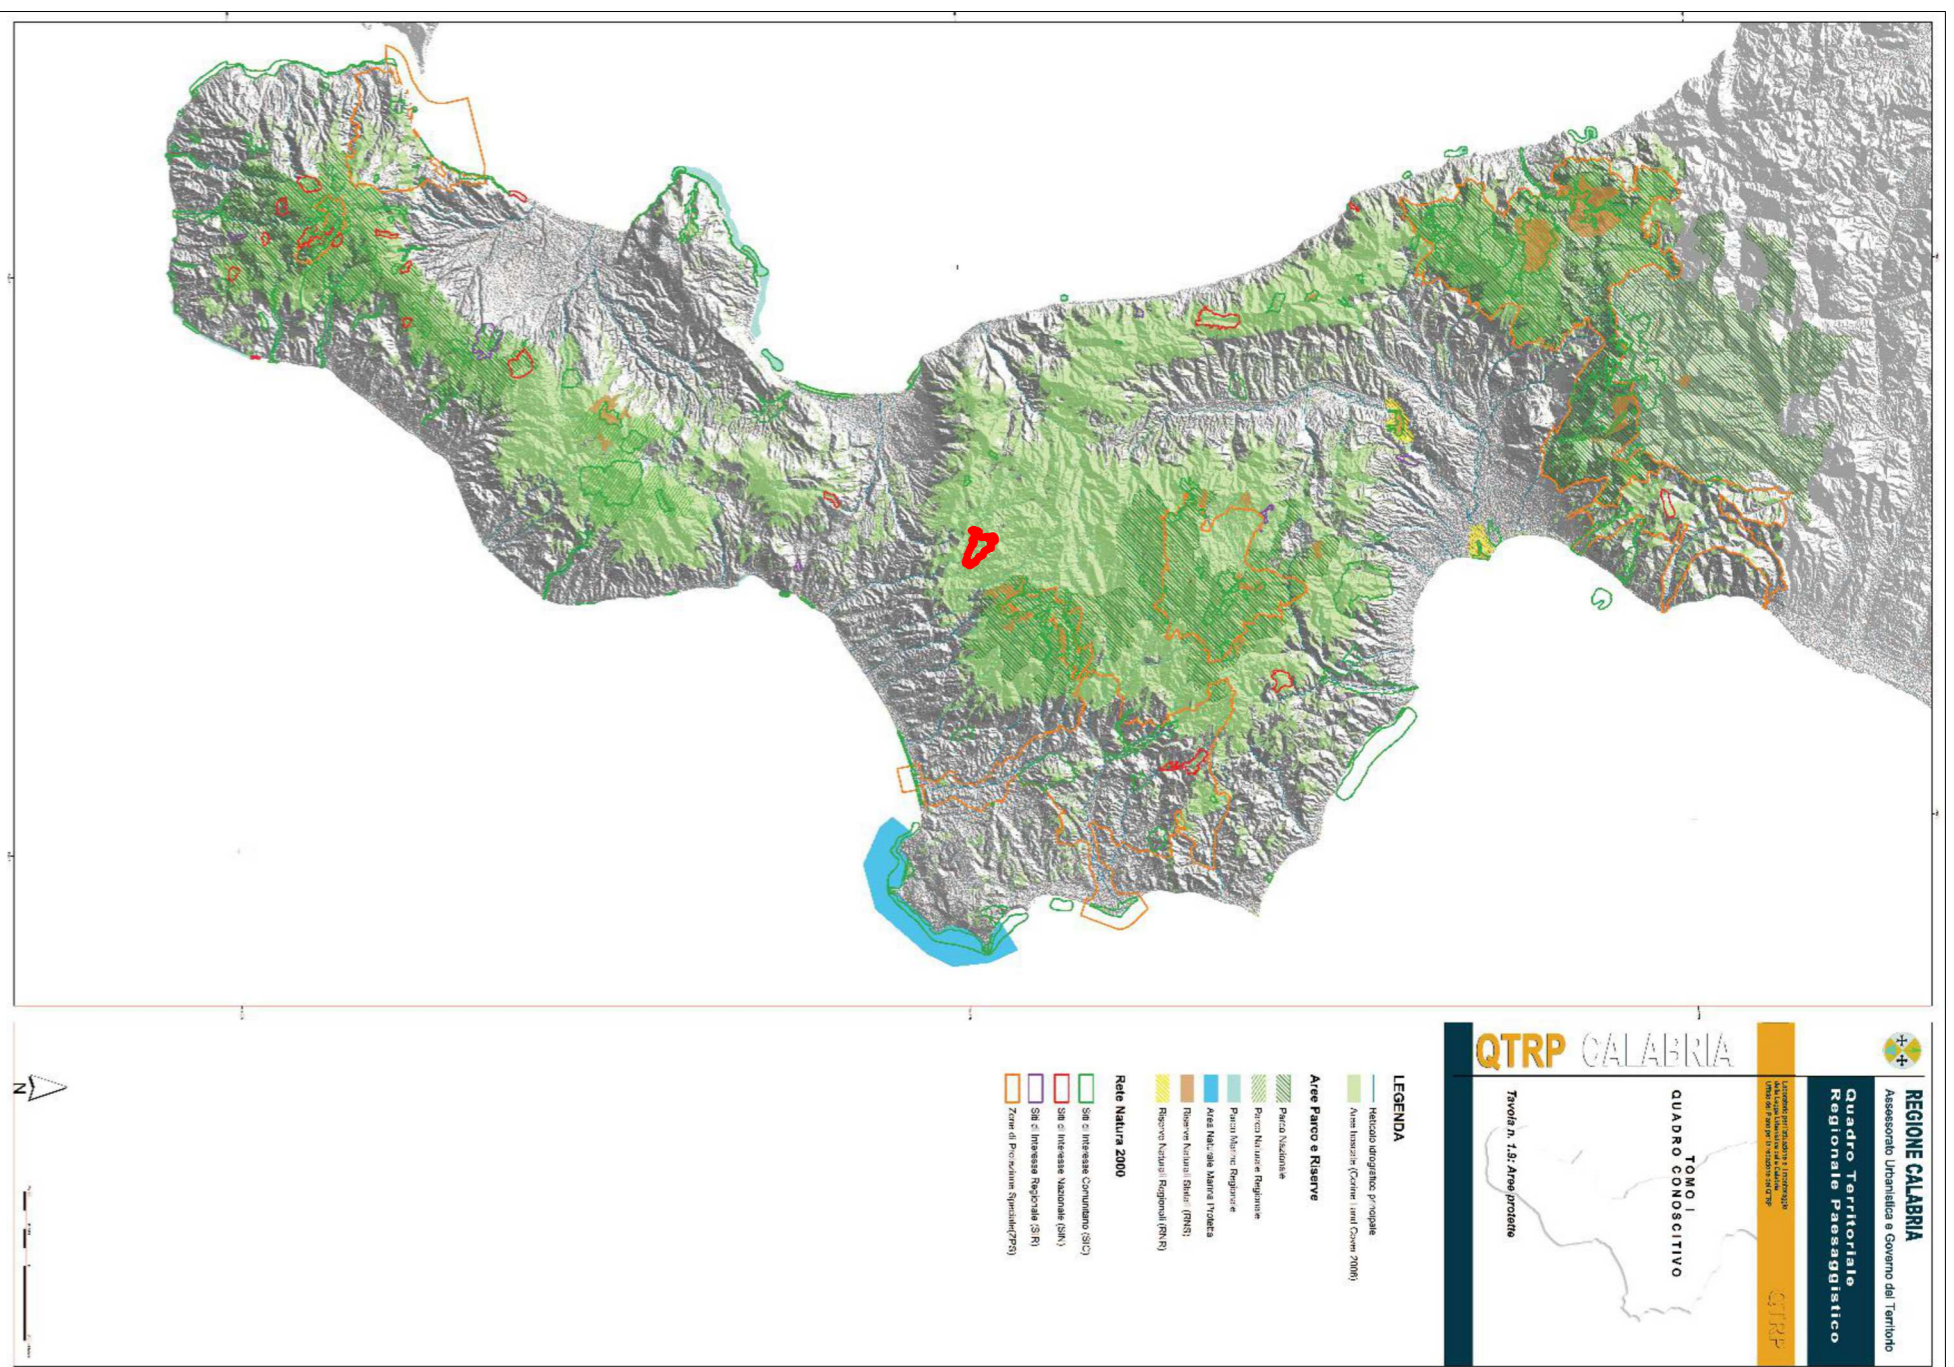 REGIONE CALABRIA
Assessorato Urbanistica e Governo del Territorio
Quadro Territoriale
Regionale Paesaggistico
QTRP CALABRIA
QTRP
TOMO I
QUADRO CONOSCITIVO
Tavola n. 1.9: Aree protette
LEGENDA
Reticolo idrografico principale
Aree boscate (Corine Land Cover 2006)
Aree Parco e Riserve
Parco Nazionale
Parco Naturale Regionale
Parco Marino Regionale
Area Naturale Marina Protetta
Riserve Naturali Statali (RNS)
Riserve Naturali Regionali (RNR)
Rete Natura 2000
Siti di Interesse Comunitario (SIC)
Siti di Interesse Nazionale (SIN)
Siti di Interesse Regionale (SIR)
Zone di Protezione Speciale(ZPS)
N